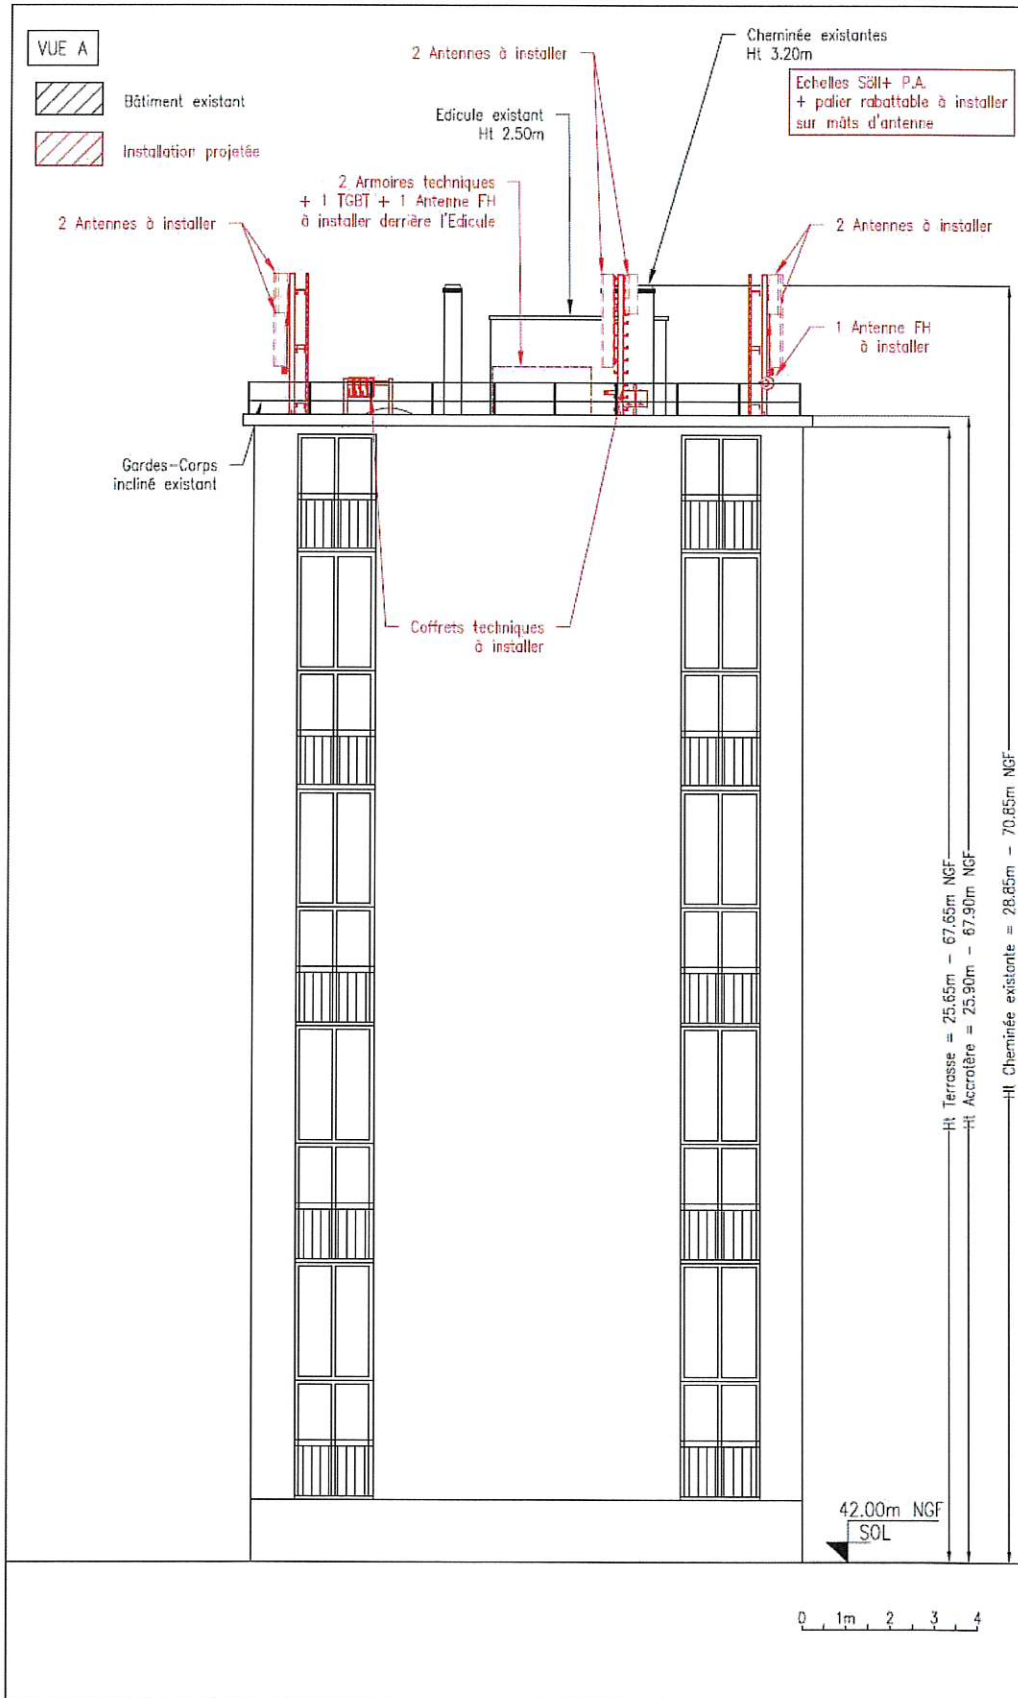 VUE A
Bâtiment existant
Installation projetée
2 Antennes à installer
Cheminée existantes
Ht 3.20m
Echelles Söll+ P.A.
+ palier rabattable à installer
sur mâts d'antenne
Edicule existant
Ht 2.50m
2 Armoires techniques
+ 1 TGBT + 1 Antenne FH
à installer derrière l'Edicule
2 Antennes à installer
2 Antennes à installer
1 Antenne FH
à installer
Gardes-Corps
incliné existant
Coffrets techniques
à installer
Ht Terrasse = 25.65m - 67.65m NGF
Ht Accrotère = 25.90m - 67.90m NGF
Ht Cheminée existante = 28.85m - 70.85m NGF
42.00m NGF
SOL
0 1m 2 3 4